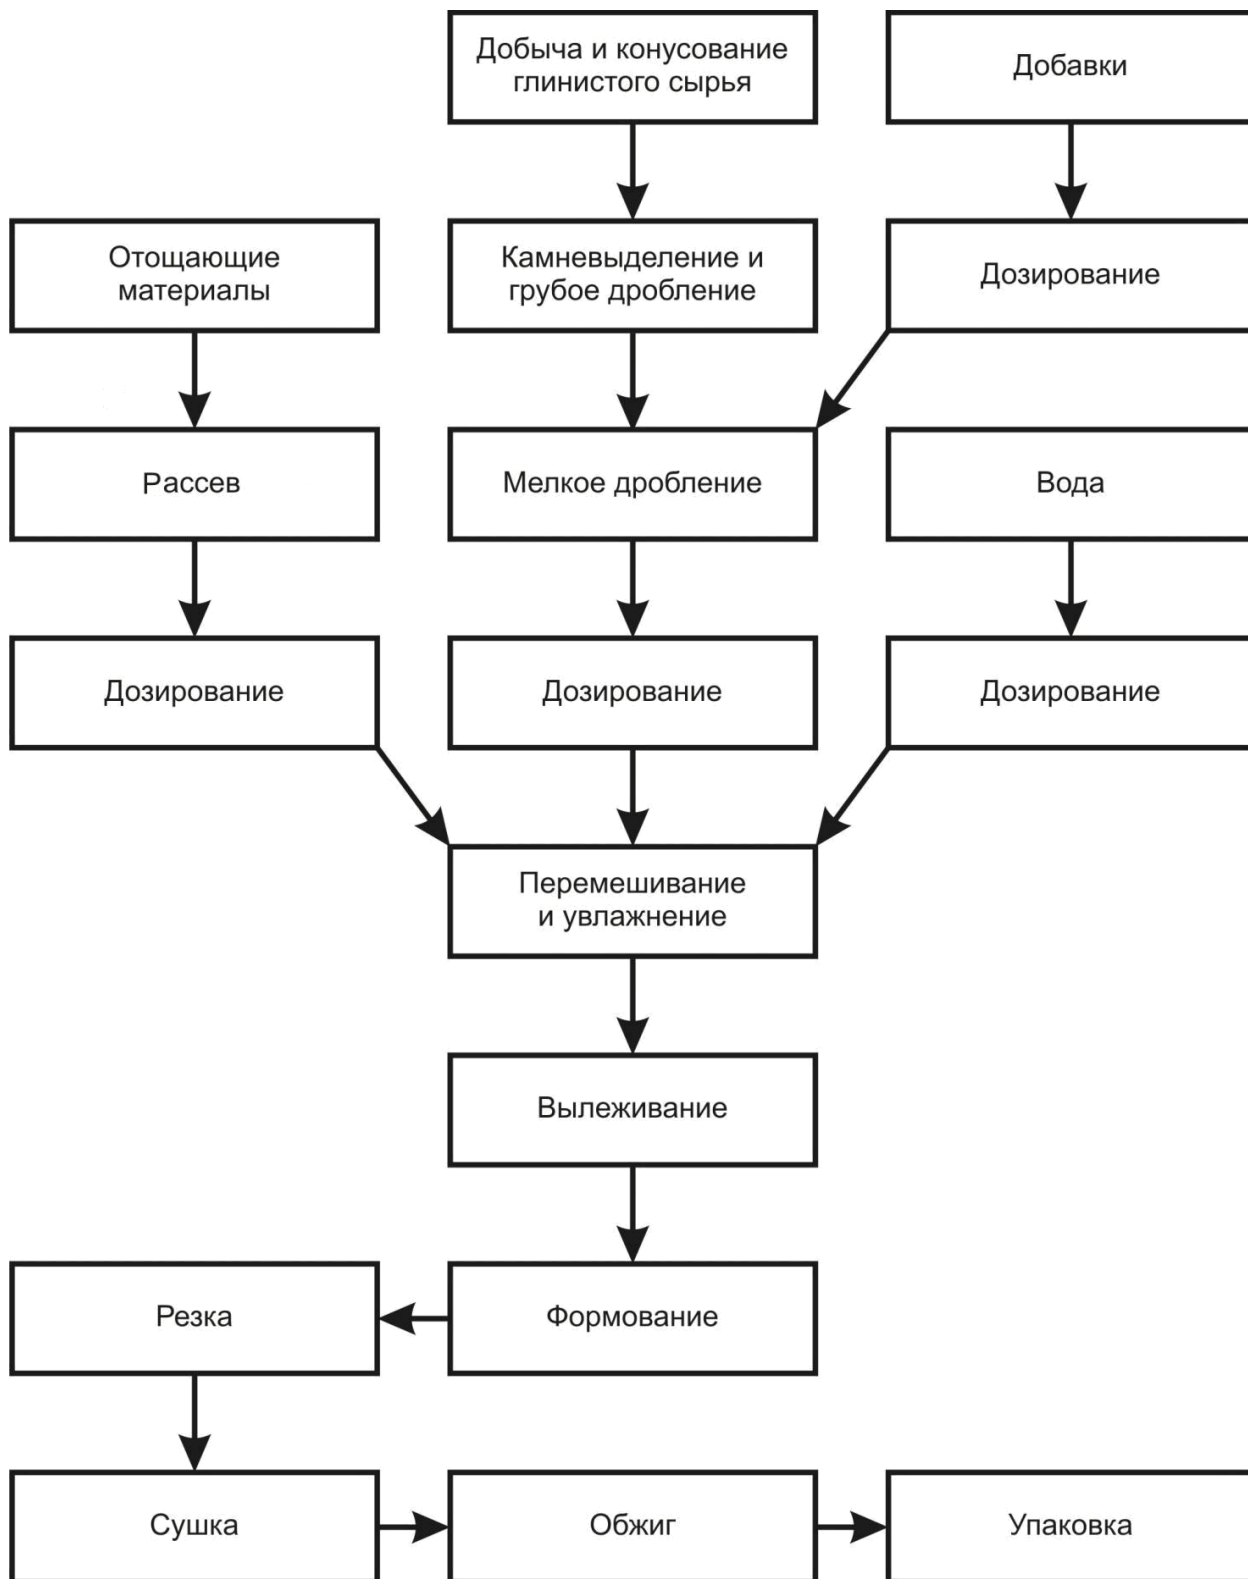 Добыча и конусование
глинистого сырья
Добавки
Отощающие
материалы
Камневыделение и
грубое дробление
Дозирование
Рассев
Мелкое дробление
Вода
Дозирование
Дозирование
Дозирование
Перемешивание
и увлажнение
Вылеживание
Резка
Формование
Сушка
Обжиг
Упаковка